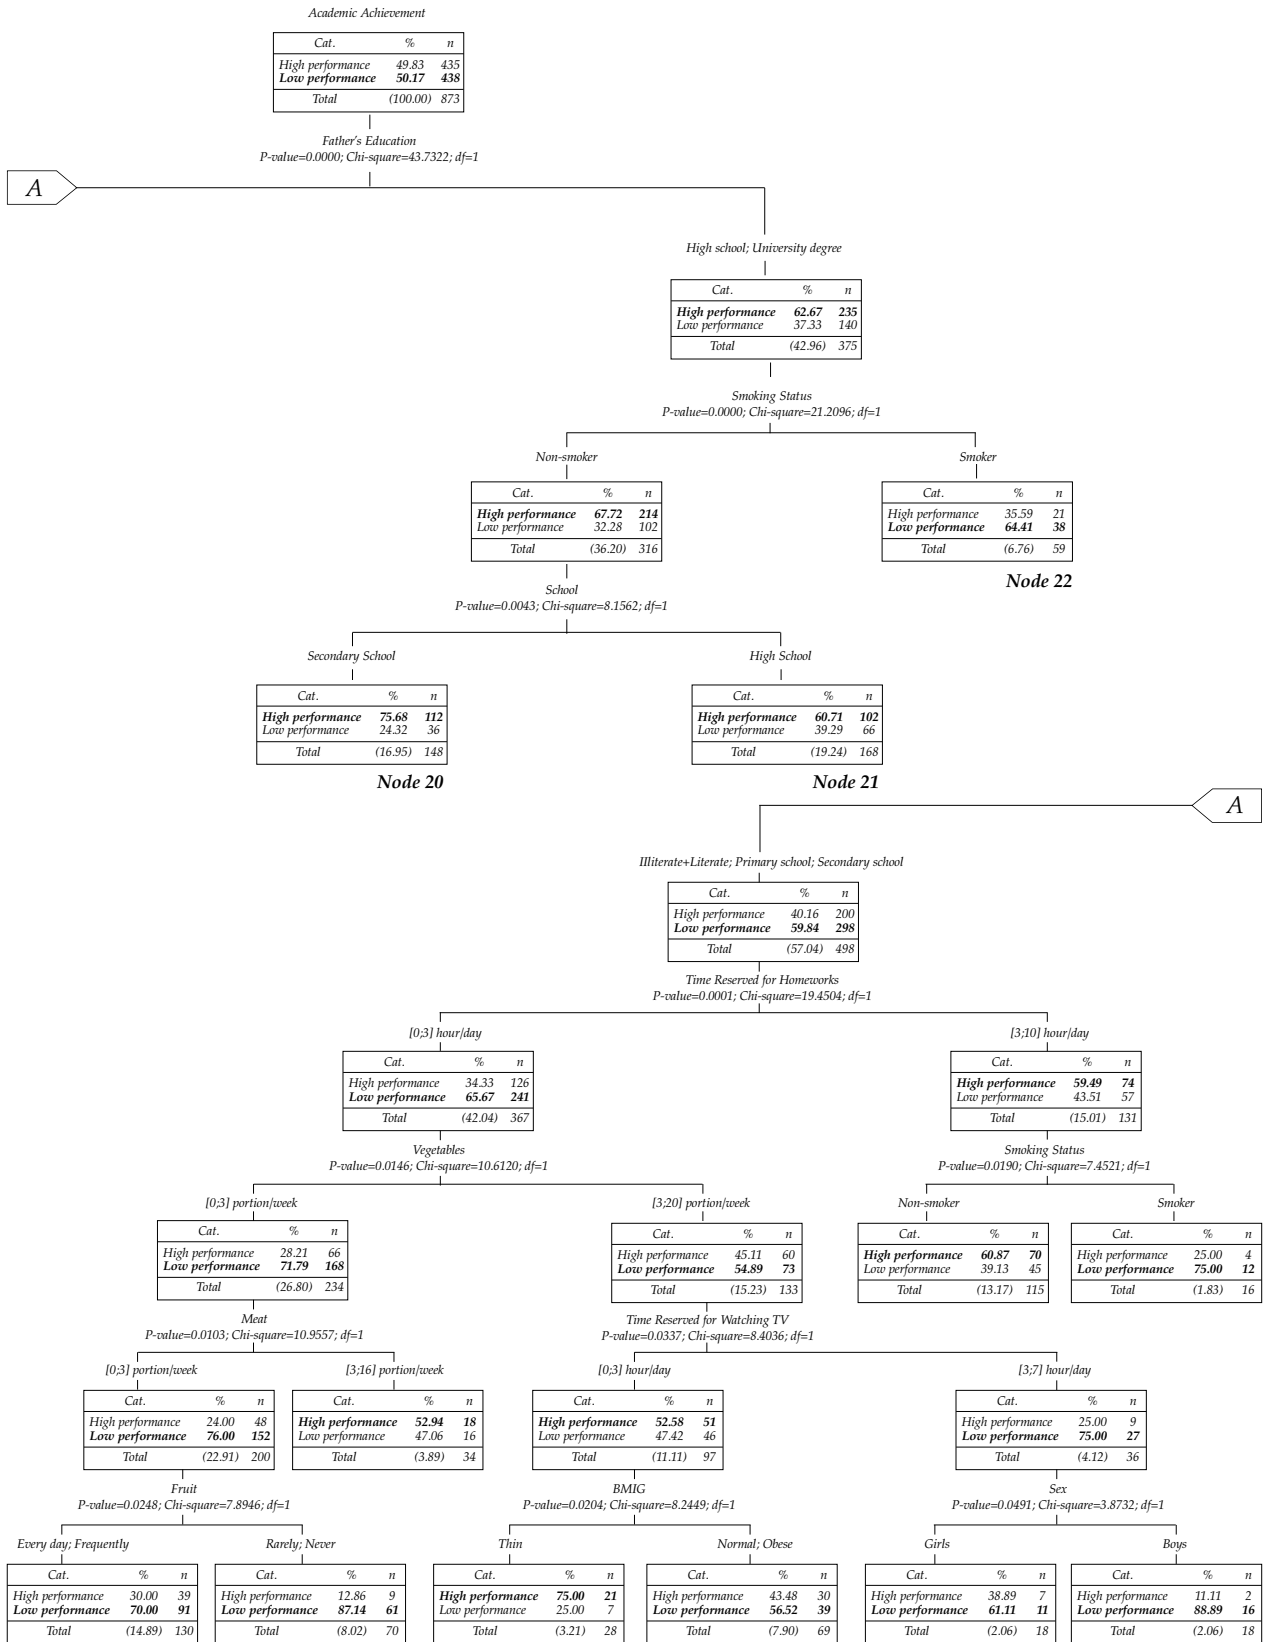 Academic Achievement
Cat. % n
High performance 49.83 435
Low performance 50.17 438
Total (100.00) 873
Father's Education
P-value=0.0000; Chi-square=43.7322; df=1
A
High school; University degree
Cat. % n
High performance 62.67 235
Low performance 37.33 140
Total (42.96) 375
Smoking Status
P-value=0.0000; Chi-square=21.2096; df=1
Non-smoker Smoker
Cat. % n Cat. % n
High performance 67.72 214 High performance 35.59 21
Low performance 32.28 102 Low performance 64.41 38
Total (36.20) 316 Total (6.76) 59
Node 22
School
P-value=0.0043; Chi-square=8.1562; df=1
Secondary School High School
Cat. % n Cat. % n
High performance 75.68 112 High performance 60.71 102
Low performance 24.32 36 Low performance 39.29 66
Total (16.95) 148 Total (19.24) 168
Node 20 Node 21
A
Illiterate+Literate; Primary school; Secondary school
Cat. % n
High performance 40.16 200
Low performance 59.84 298
Total (57.04) 498
Time Reserved for Homeworks
P-value=0.0001; Chi-square=19.4504; df=1
[0;3] hour/day [3;10] hour/day
Cat. % n Cat. % n
High performance 34.33 126 High performance 59.49 74
Low performance 65.67 241 Low performance 43.51 57
Total (42.04) 367 Total (15.01) 131
Vegetables Smoking Status
P-value=0.0146; Chi-square=10.6120; df=1 P-value=0.0190; Chi-square=7.4521; df=1
[0;3] portion/week [3;20] portion/week Non-smoker Smoker
Cat. % n Cat. % n Cat. % n Cat. % n
High performance 28.21 66 High performance 45.11 60 High performance 60.87 70 High performance 25.00 4
Low performance 71.79 168 Low performance 54.89 73 Low performance 39.13 45 Low performance 75.00 12
Total (26.80) 234 Total (15.23) 133 Total (13.17) 115 Total (1.83) 16
Meat Time Reserved for Watching TV
P-value=0.0103; Chi-square=10.9557; df=1 P-value=0.0337; Chi-square=8.4036; df=1
[0;3] portion/week [3;16] portion/week [0;3] hour/day [3;7] hour/day
Cat. % n Cat. % n Cat. % n Cat. % n
High performance 24.00 48 High performance 52.94 18 High performance 52.58 51 High performance 25.00 9
Low performance 76.00 152 Low performance 47.06 16 Low performance 47.42 46 Low performance 75.00 27
Total (22.91) 200 Total (3.89) 34 Total (11.11) 97 Total (4.12) 36
Fruit BMIG Sex
P-value=0.0248; Chi-square=7.8946; df=1 P-value=0.0204; Chi-square=8.2449; df=1 P-value=0.0491; Chi-square=3.8732; df=1
Every day; Frequently Rarely; Never Thin Normal; Obese Girls Boys
Cat. % n Cat. % n Cat. % n Cat. % n Cat. % n Cat. % n
High performance 30.00 39 High performance 12.86 9 High performance 75.00 21 High performance 43.48 30 High performance 38.89 7 High performance 11.11 2
Low performance 70.00 91 Low performance 87.14 61 Low performance 25.00 7 Low performance 56.52 39 Low performance 61.11 11 Low performance 88.89 16
Total (14.89) 130 Total (8.02) 70 Total (3.21) 28 Total (7.90) 69 Total (2.06) 18 Total (2.06) 18